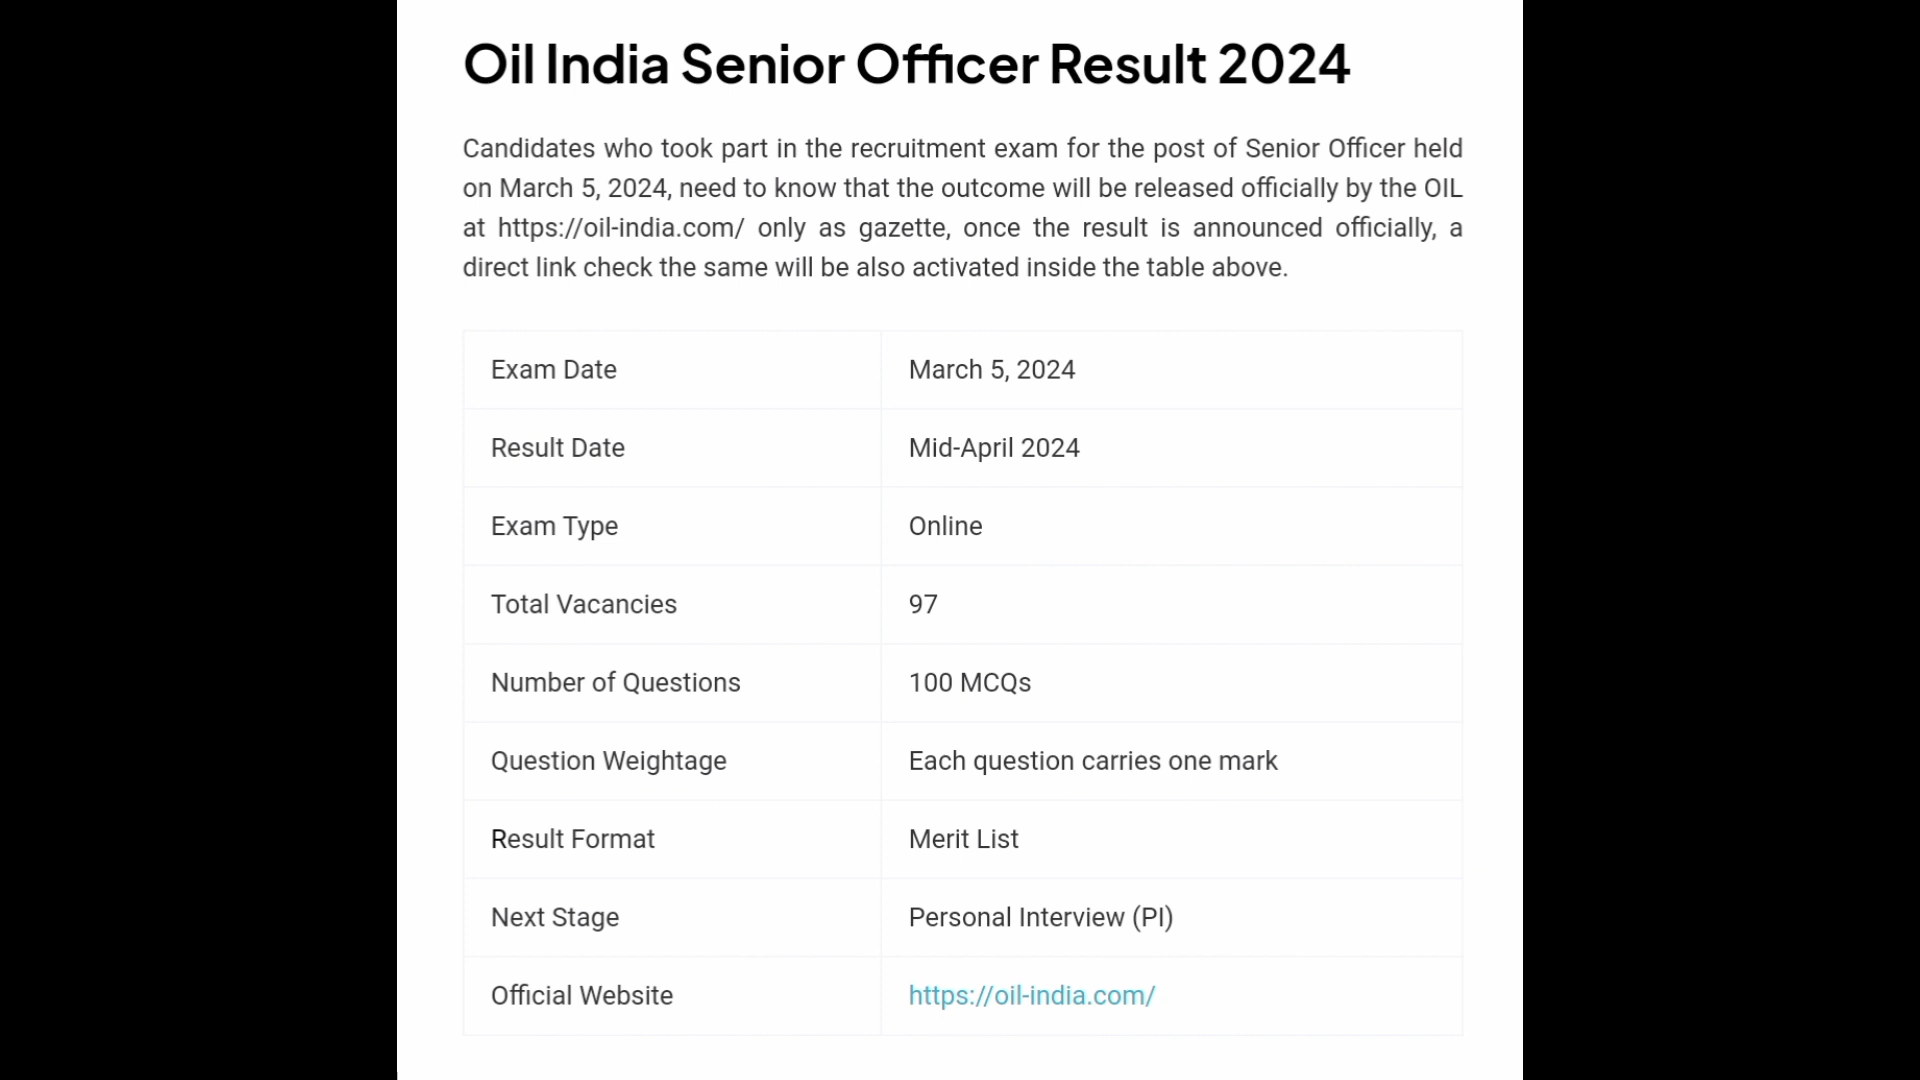 Oil India Senior Officer Result 2024
Candidates who took part in the recruitment exam for the post of Senior Officer held
on March 5, 2024, need to know that the outcome will be released officially by the OIL
at https://oil-india.com/ only as gazette, once the result is announced officially, a
direct link check the same will be also activated inside the table above.
Exam Date March 5, 2024
Result Date Mid-April 2024
Exam Type Online
Total Vacancies 97
Number of Questions 100 MCQs
Question Weightage Each question carries one mark
Result Format Merit List
Next Stage Personal Interview (PI)
Official Website https://oil-india.com/